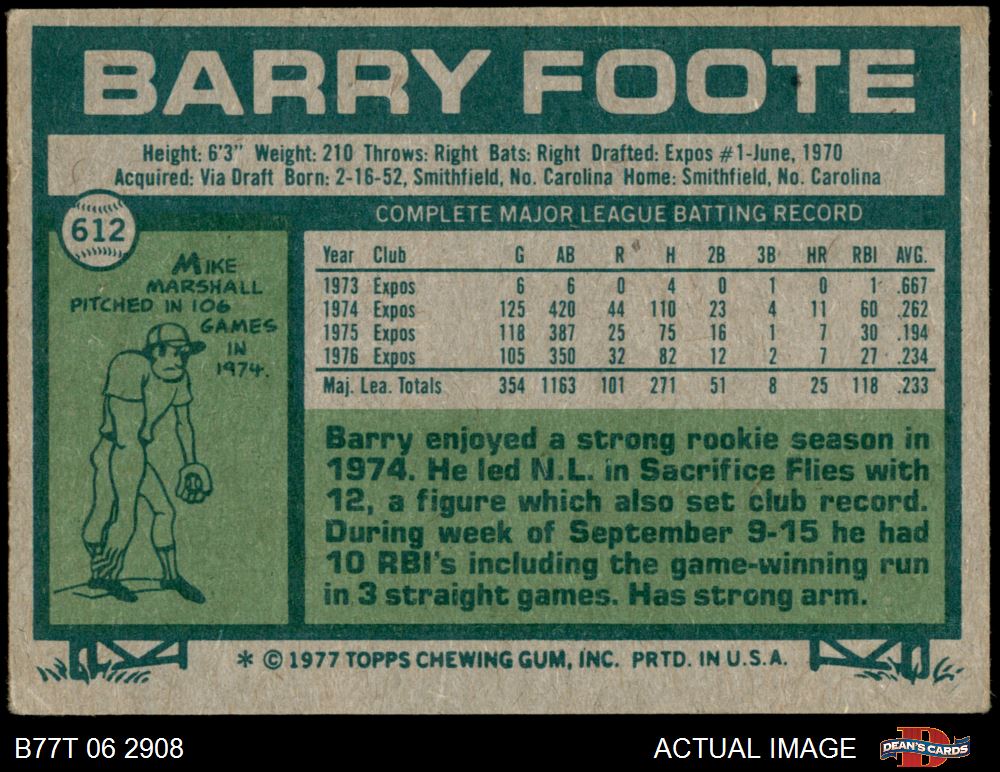 BARRY FOOTE
Height: 6'3" Weight: 210 Throws: Right Bats: Right Drafted: Expos #1-June, 1970
Acquired: Via Draft Born: 2-16-52, Smithfield, No. Carolina Home: Smithfield, No. Carolina
612
MIKE
MARSHALL
PITCHED IN 106
GAMES
IN
1974.
COMPLETE MAJOR LEAGUE BATTING RECORD
Year Club G AB R H 2B 3B HR RBI AVG.
1973 Expos 6 6 0 4 0 1 0 1 .667
1974 Expos 125 420 44 110 23 4 11 60 .262
1975 Expos 118 387 25 75 16 1 7 30 .194
1976 Expos 105 350 32 82 12 2 7 27 .234
Maj. Lea. Totals 354 1163 101 271 51 8 25 118 .233
Barry enjoyed a strong rookie season in
1974. He led N.L. in Sacrifice Flies with
12, a figure which also set club record.
During week of September 9-15 he had
10 RBI's including the game-winning run
in 3 straight games. Has strong arm.
* © 1977 TOPPS CHEWING GUM, INC. PRTD. IN U.S.A.
B77T 06 2908
ACTUAL IMAGE
DEAN'S CARDS